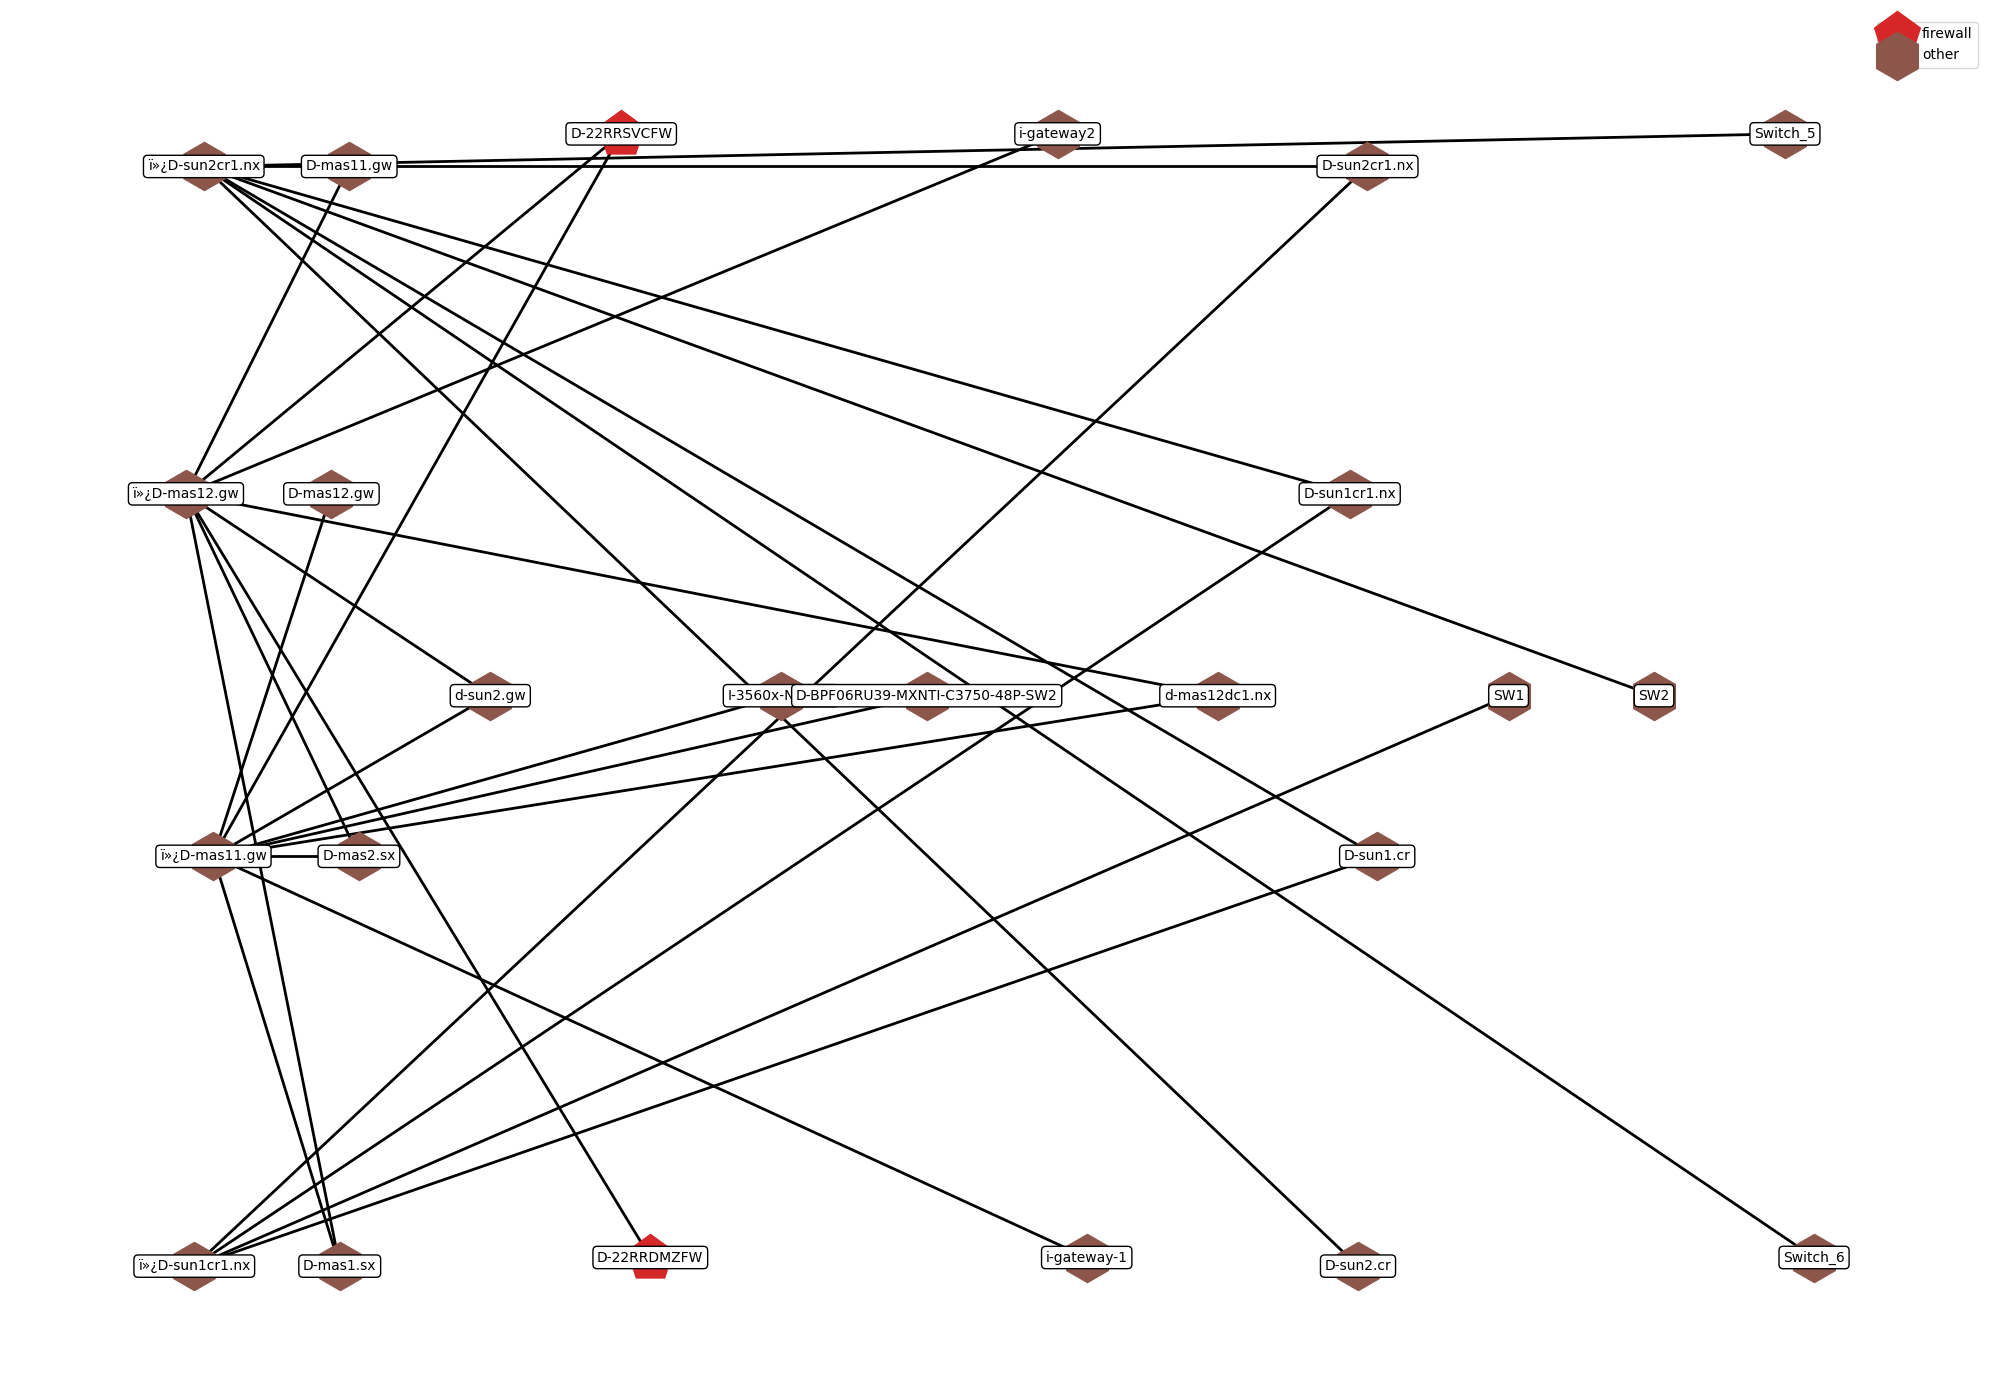 firewall
other
D-22RRSVCFW
i-gateway2
Switch_5
ï»¿D-sun2cr1.nx
D-mas11.gw
D-sun2cr1.nx
ï»¿D-mas12.gw
D-mas12.gw
D-sun1cr1.nx
d-sun2.gw
I-3560x-N
D-BPF06RU39-MXNTI-C3750-48P-SW2
d-mas12dc1.nx
SW1
SW2
ï»¿D-mas11.gw
D-mas2.sx
D-sun1.cr
ï»¿D-sun1cr1.nx
D-mas1.sx
D-22RRDMZFW
i-gateway-1
D-sun2.cr
Switch_6